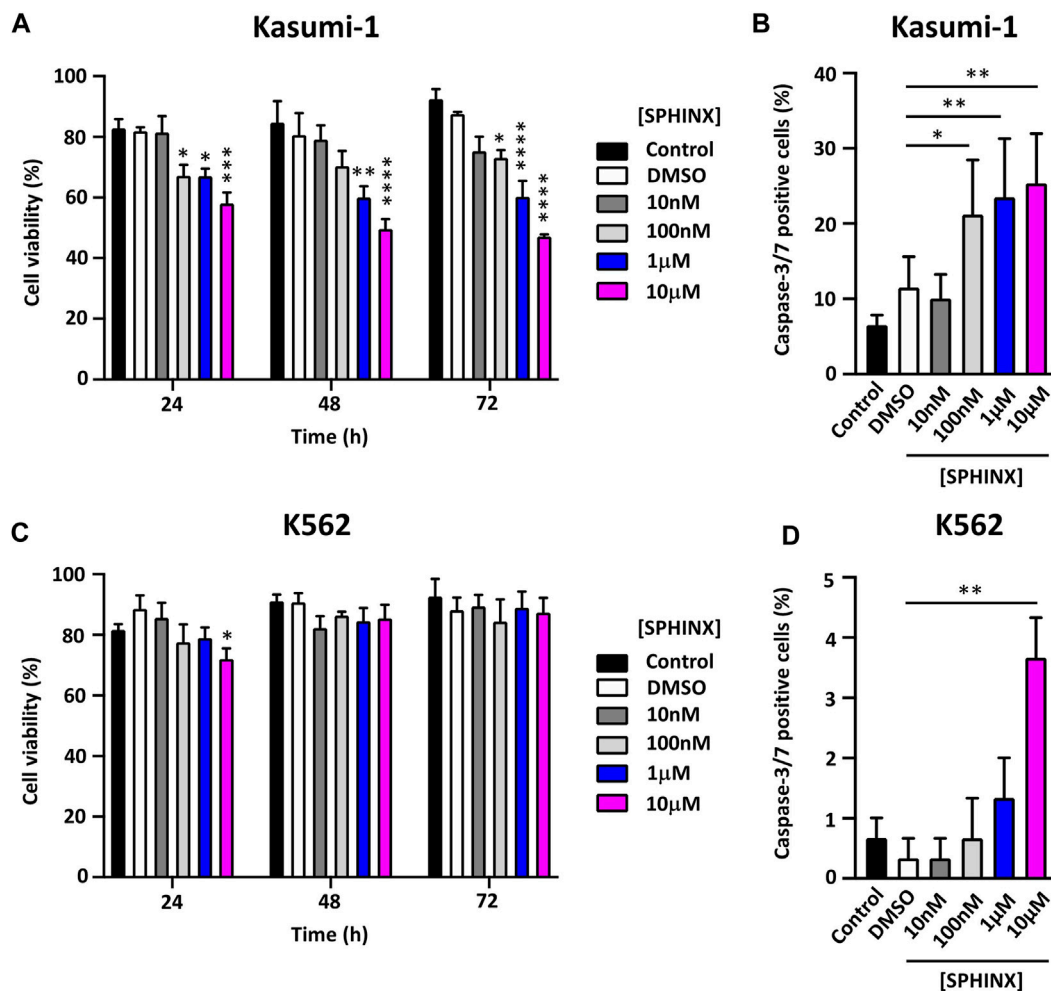 A
Kasumi-1
Cell viability (%)
100
80
60
40
20
0
* * ***
** ****
* **** ****
24 48 72
Time (h)
[SPHINX]
Control
DMSO
10nM
100nM
1μM
10μM
B
Kasumi-1
Caspase-3/7 positive cells (%)
40
30
20
10
0
**
**
*
Control DMSO 10nM 100nM 1μM 10μM
[SPHINX]
C
K562
Cell viability (%)
100
80
60
40
20
0
*
24 48 72
Time (h)
[SPHINX]
Control
DMSO
10nM
100nM
1μM
10μM
D
K562
Caspase-3/7 positive cells (%)
5
4
3
2
1
0
**
Control DMSO 10nM 100nM 1μM 10μM
[SPHINX]